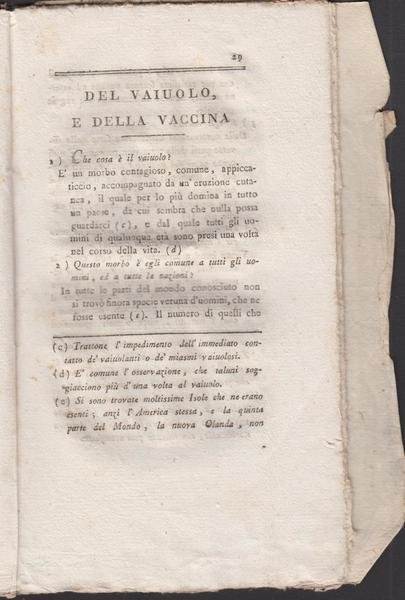 29
DEL VAIUOLO,
E DELLA VACCINA
1) Che cosa è il vaiuolo?
E' un morbo contagioso, comune, appicca-
ticcio, accompagnato da un'eruzione cuta-
nea, il quale per lo più domina in tutto
un paese, da cui sembra che nulla possa
guardarci (c), e dal quale tutti gli uo-
mini di qualunque età sono presi una volta
nel corso della vita. (d)
2) Questo morbo è egli comune a tutti gli uo-
mini, ed a tutte le nazioni?
In tutte le parti del mondo conosciuto non
si trovò finora specie veruna d'uomini, che ne
fosse esente (e). Il numero di quelli che
(c) Trattone l'impedimento dell'immediato con-
tatto de' vaiuolanti o de' miasmi vaiuolosi.
(d) E' comune l'osservazione, che taluni sog-
giacciono più d'una volta al vaiuolo.
(e) Si sono trovate moltissime Isole che ne erano
esenti; anzi l'America stessa, e la quinta
parte del Mondo, la nuova Olanda, non